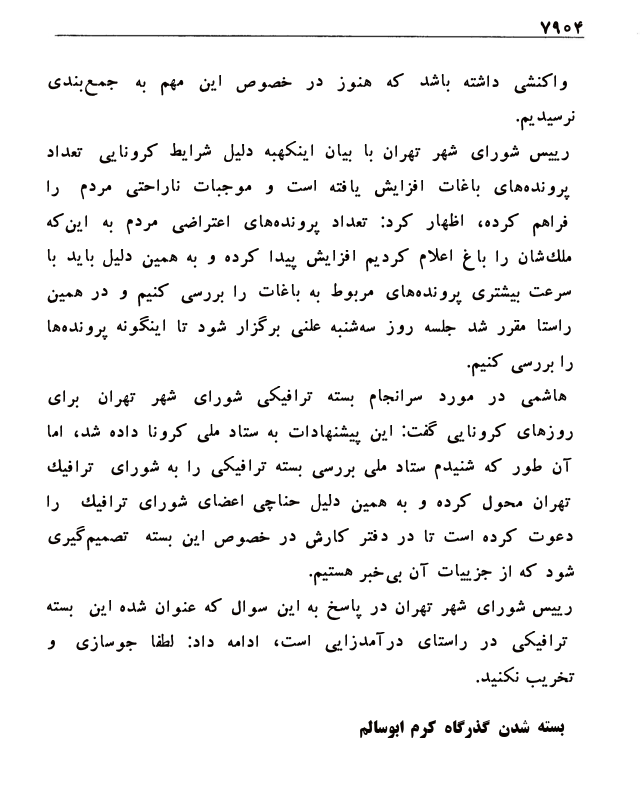 ۷۹۰۴
واکنشی داشته باشد که هنوز در خصوص این مهم به جمع‌بندی
نرسیدیم.
رییس شورای شهر تهران با بیان اینکهبه دلیل شرایط کرونایی تعداد
پرونده‌های باغات افزایش یافته است و موجبات ناراحتی مردم را
فراهم کرده، اظهار کرد: تعداد پرونده‌های اعتراضی مردم به این‌که
ملك‌شان را باغ اعلام کردیم افزایش پیدا کرده و به همین دلیل باید با
سرعت بیشتری پرونده‌های مربوط به باغات را بررسی کنیم و در همین
راستا مقرر شد جلسه روز سه‌شنبه علنی برگزار شود تا اینگونه پرونده‌ها
را بررسی کنیم.
هاشمی در مورد سرانجام بسته ترافیکی شورای شهر تهران برای
روزهای کرونایی گفت: این پیشنهادات به ستاد ملی کرونا داده شد، اما
آن طور که شنیدم ستاد ملی بررسی بسته ترافیکی را به شورای ترافیك
تهران محول کرده و به همین دلیل حناچی اعضای شورای ترافیك را
دعوت کرده است تا در دفتر کارش در خصوص این بسته تصمیم‌گیری
شود که از جزییات آن بی‌خبر هستیم.
رییس شورای شهر تهران در پاسخ به این سوال که عنوان شده این بسته
ترافیکی در راستای درآمدزایی است، ادامه داد: لطفا جوسازی و
تخریب نکنید.
بسته شدن گذرگاه کرم ابوسالم